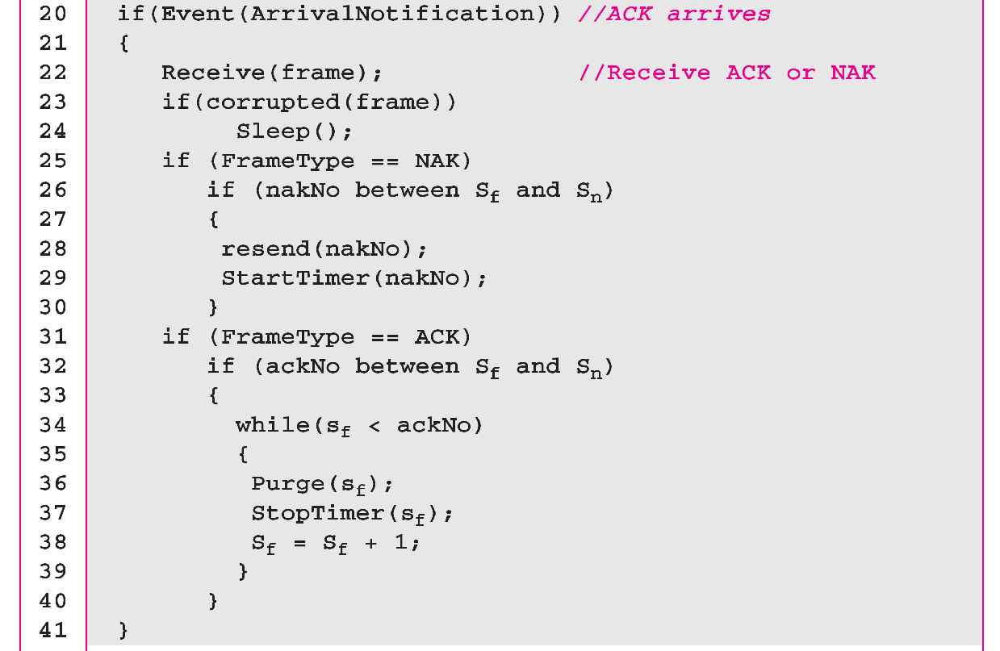 20 if(Event(ArrivalNotification)) //ACK arrives
21 {
22 Receive(frame); //Receive ACK or NAK
23 if(corrupted(frame))
24 Sleep();
25 if (FrameType == NAK)
26 if (nakNo between Sf and Sn)
27 {
28 resend(nakNo);
29 StartTimer(nakNo);
30 }
31 if (FrameType == ACK)
32 if (ackNo between Sf and Sn)
33 {
34 while(sf < ackNo)
35 {
36 Purge(sf);
37 StopTimer(sf);
38 Sf = Sf + 1;
39 }
40 }
41 }